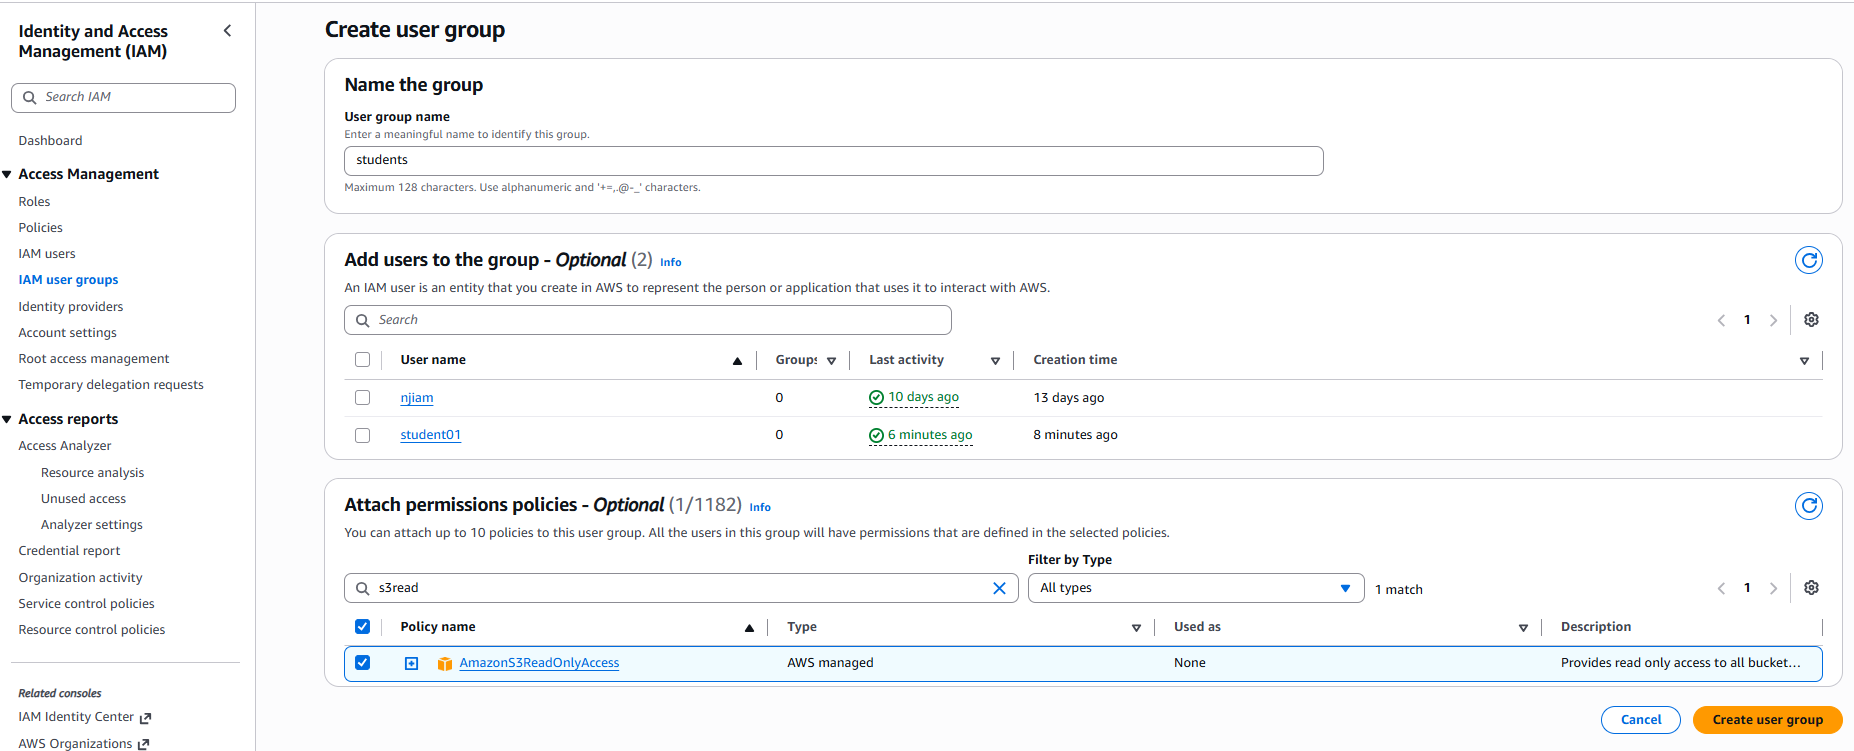 Identity and Access
Management (IAM)
Search IAM
Dashboard
Access Management
Roles
Policies
IAM users
IAM user groups
Identity providers
Account settings
Root access management
Temporary delegation requests
Access reports
Access Analyzer
Resource analysis
Unused access
Analyzer settings
Credential report
Organization activity
Service control policies
Resource control policies
Related consoles
IAM Identity Center
AWS Organizations
Create user group
Name the group
User group name
Enter a meaningful name to identify this group.
students
Maximum 128 characters. Use alphanumeric and '+=,.@-_' characters.
Add users to the group - Optional (2) Info
An IAM user is an entity that you create in AWS to represent the person or application that uses it to interact with AWS.
Search
1
User name Groups Last activity Creation time
njiam 0 10 days ago 13 days ago
student01 0 6 minutes ago 8 minutes ago
Attach permissions policies - Optional (1/1182) Info
You can attach up to 10 policies to this user group. All the users in this group will have permissions that are defined in the selected policies.
Filter by Type
s3read All types 1 match 1
Policy name Type Used as Description
AmazonS3ReadOnlyAccess AWS managed None Provides read only access to all bucket...
Cancel Create user group